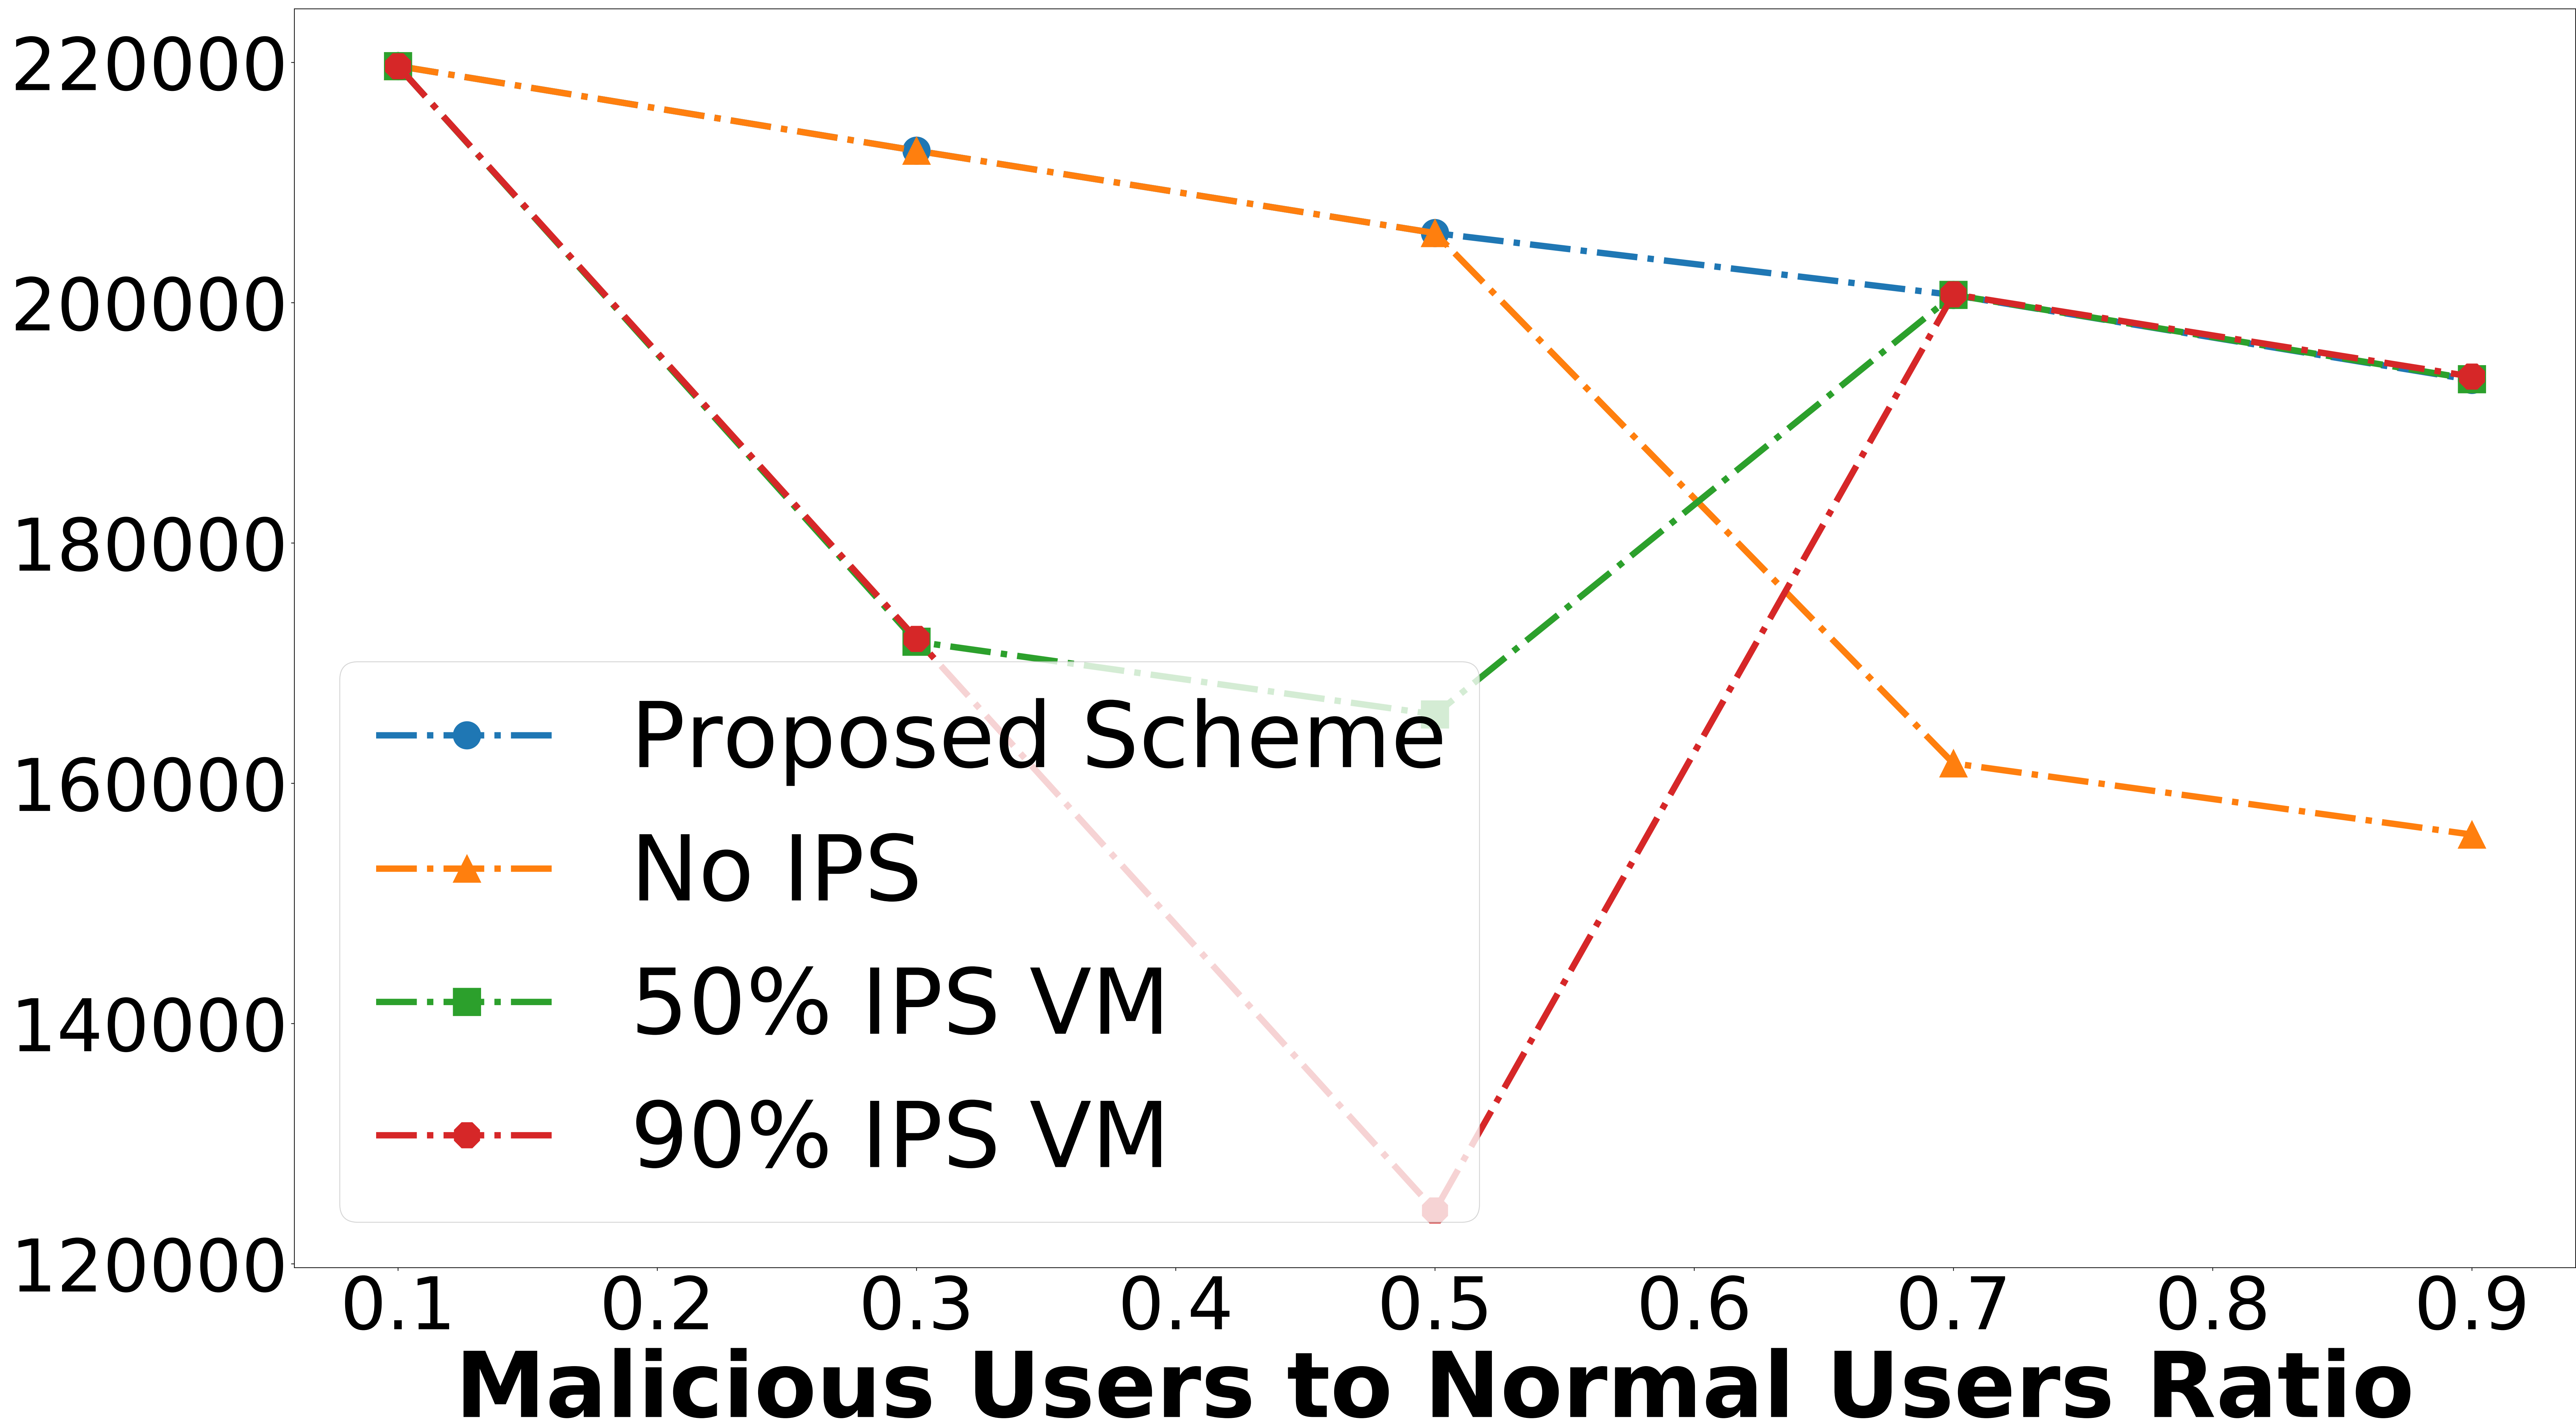 220000
200000
180000
160000
140000
120000
Proposed Scheme
No IPS
50% IPS VM
90% IPS VM
0.1 0.2 0.3 0.4 0.5 0.6 0.7 0.8 0.9
Malicious Users to Normal Users Ratio